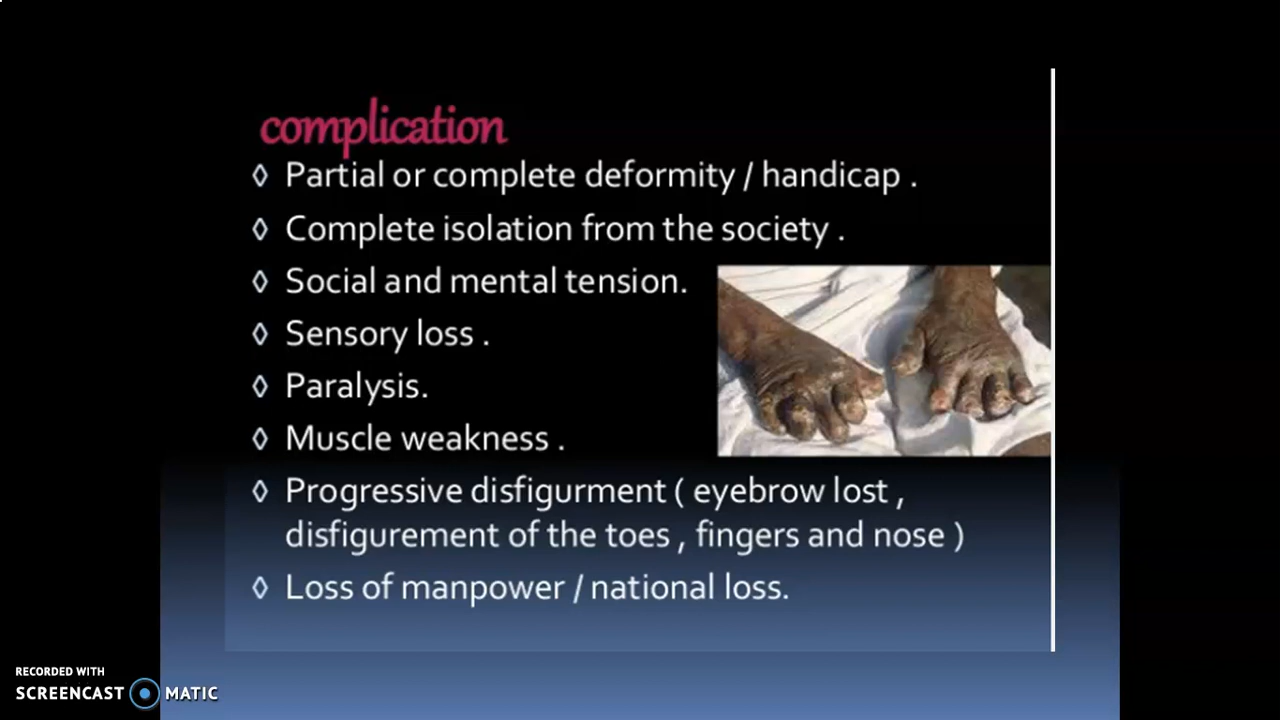 complication
◊ Partial or complete deformity / handicap .
◊ Complete isolation from the society .
◊ Social and mental tension.
◊ Sensory loss .
◊ Paralysis.
◊ Muscle weakness .
◊ Progressive disfigurment ( eyebrow lost ,
disfigurement of the toes , fingers and nose )
◊ Loss of manpower / national loss.
RECORDED WITH
SCREENCAST MATIC